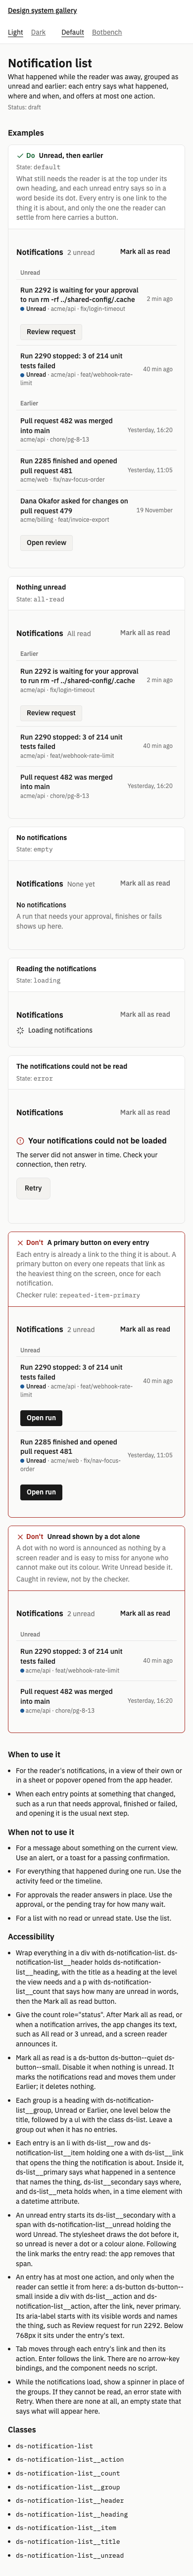 Design system gallery
Light Dark Default Botbench
Notification list
What happened while the reader was away, grouped as unread and earlier: each entry says what happened, where and when, and offers at most one action.
Status: draft
Examples
Do Unread, then earlier
State: default
What still needs the reader is at the top under its own heading, and each unread entry says so in a word beside its dot. Every entry is one link to the thing it is about, and only the one the reader can settle from here carries a button.
Notifications 2 unread Mark all as read
Unread
Run 2292 is waiting for your approval to run rm -rf ../shared-config/.cache
2 min ago
Unread · acme/api · fix/login-timeout
Review request
Run 2290 stopped: 3 of 214 unit tests failed
40 min ago
Unread · acme/api · feat/webhook-rate-limit
Earlier
Pull request 482 was merged into main
Yesterday, 16:20
acme/api · chore/pg-8-13
Run 2285 finished and opened pull request 481
Yesterday, 11:05
acme/web · fix/nav-focus-order
Dana Okafor asked for changes on pull request 479
19 November
acme/billing · feat/invoice-export
Open review
Nothing unread
State: all-read
Notifications All read Mark all as read
Earlier
Run 2292 is waiting for your approval to run rm -rf ../shared-config/.cache
2 min ago
acme/api · fix/login-timeout
Review request
Run 2290 stopped: 3 of 214 unit tests failed
40 min ago
acme/api · feat/webhook-rate-limit
Pull request 482 was merged into main
Yesterday, 16:20
acme/api · chore/pg-8-13
No notifications
State: empty
Notifications None yet Mark all as read
No notifications
A run that needs your approval, finishes or fails shows up here.
Reading the notifications
State: loading
Notifications Mark all as read
Loading notifications
The notifications could not be read
State: error
Notifications Mark all as read
Your notifications could not be loaded
The server did not answer in time. Check your connection, then retry.
Retry
Don't A primary button on every entry
Each entry is already a link to the thing it is about. A primary button on every one repeats that link as the heaviest thing on the screen, once for each notification.
Checker rule: repeated-item-primary
Notifications 2 unread Mark all as read
Unread
Run 2290 stopped: 3 of 214 unit tests failed
40 min ago
Unread · acme/api · feat/webhook-rate-limit
Open run
Run 2285 finished and opened pull request 481
Yesterday, 11:05
Unread · acme/web · fix/nav-focus-order
Open run
Don't Unread shown by a dot alone
A dot with no word is announced as nothing by a screen reader and is easy to miss for anyone who cannot make out its colour. Write Unread beside it.
Caught in review, not by the checker.
Notifications 2 unread Mark all as read
Unread
Run 2290 stopped: 3 of 214 unit tests failed
40 min ago
acme/api · feat/webhook-rate-limit
Pull request 482 was merged into main
Yesterday, 16:20
acme/api · chore/pg-8-13
When to use it
For the reader's notifications, in a view of their own or in a sheet or popover opened from the app header.
When each entry points at something that changed, such as a run that needs approval, finished or failed, and opening it is the usual next step.
When not to use it
For a message about something on the current view. Use an alert, or a toast for a passing confirmation.
For everything that happened during one run. Use the activity feed or the timeline.
For approvals the reader answers in place. Use the approval, or the pending tray for how many wait.
For a list with no read or unread state. Use the list.
Accessibility
Wrap everything in a div with ds-notification-list. ds-notification-list__header holds ds-notification-list__heading, with the title as a heading at the level the view needs and a p with ds-notification-list__count that says how many are unread in words, then the Mark all as read button.
Give the count role="status". After Mark all as read, or when a notification arrives, the app changes its text, such as All read or 3 unread, and a screen reader announces it.
Mark all as read is a ds-button ds-button--quiet ds-button--small. Disable it when nothing is unread. It marks the notifications read and moves them under Earlier; it deletes nothing.
Each group is a heading with ds-notification-list__group, Unread or Earlier, one level below the title, followed by a ul with the class ds-list. Leave a group out when it has no entries.
Each entry is an li with ds-list__row and ds-notification-list__item holding one a with ds-list__link that opens the thing the notification is about. Inside it, ds-list__primary says what happened in a sentence that names the thing, ds-list__secondary says where, and ds-list__meta holds when, in a time element with a datetime attribute.
An unread entry starts its ds-list__secondary with a span with ds-notification-list__unread holding the word Unread. The stylesheet draws the dot before it, so unread is never a dot or a colour alone. Following the link marks the entry read: the app removes that span.
An entry has at most one action, and only when the reader can settle it from here: a ds-button ds-button--small in a div with ds-list__action and ds-notification-list__action, after the link, never primary. Its aria-label starts with its visible words and names the thing, such as Review request for run 2292. Below 768px it sits under the entry's text.
Tab moves through each entry's link and then its action. Enter follows the link. There are no arrow-key bindings, and the component needs no script.
While the notifications load, show a spinner in place of the groups. If they cannot be read, an error state with Retry. When there are none at all, an empty state that says what will appear here.
Classes
ds-notification-list
ds-notification-list__action
ds-notification-list__count
ds-notification-list__group
ds-notification-list__header
ds-notification-list__heading
ds-notification-list__item
ds-notification-list__title
ds-notification-list__unread